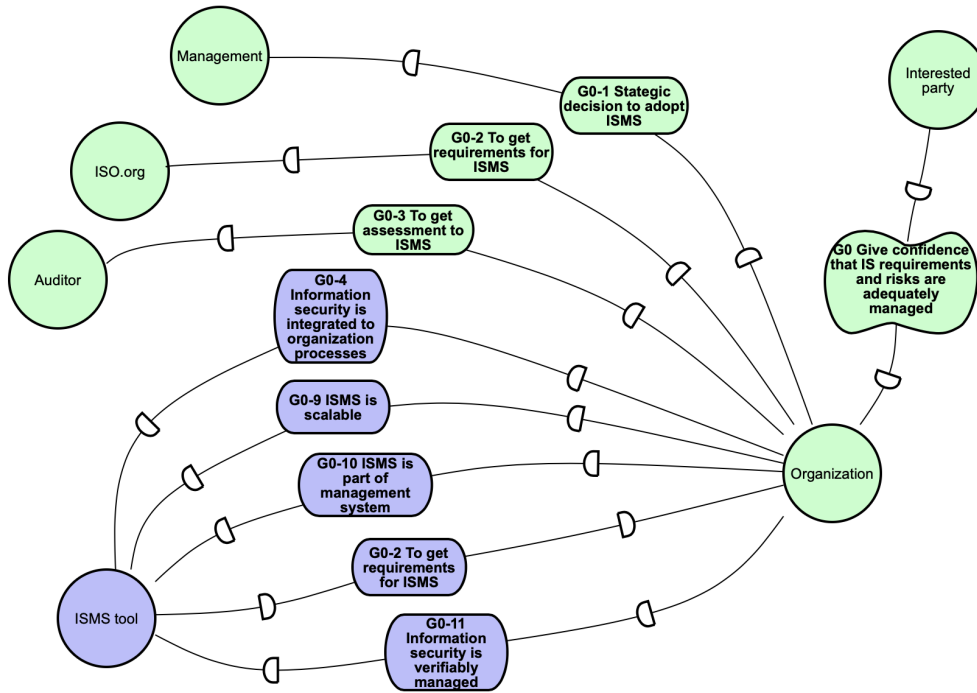 Management
Interested
party
G0-1 Stategic
decision to adopt
ISMS
G0-2 To get
requirements for
ISMS
ISO.org
G0-3 To get
assessment to
ISMS
Auditor
G0 Give confidence
that IS requirements
and risks are
adequately
managed
G0-4
Information
security is
integrated to
organization
processes
G0-9 ISMS is
scalable
G0-10 ISMS is
part of
management
system
Organization
G0-2 To get
requirements
for ISMS
ISMS tool
G0-11
Information
security is
verifiably
managed